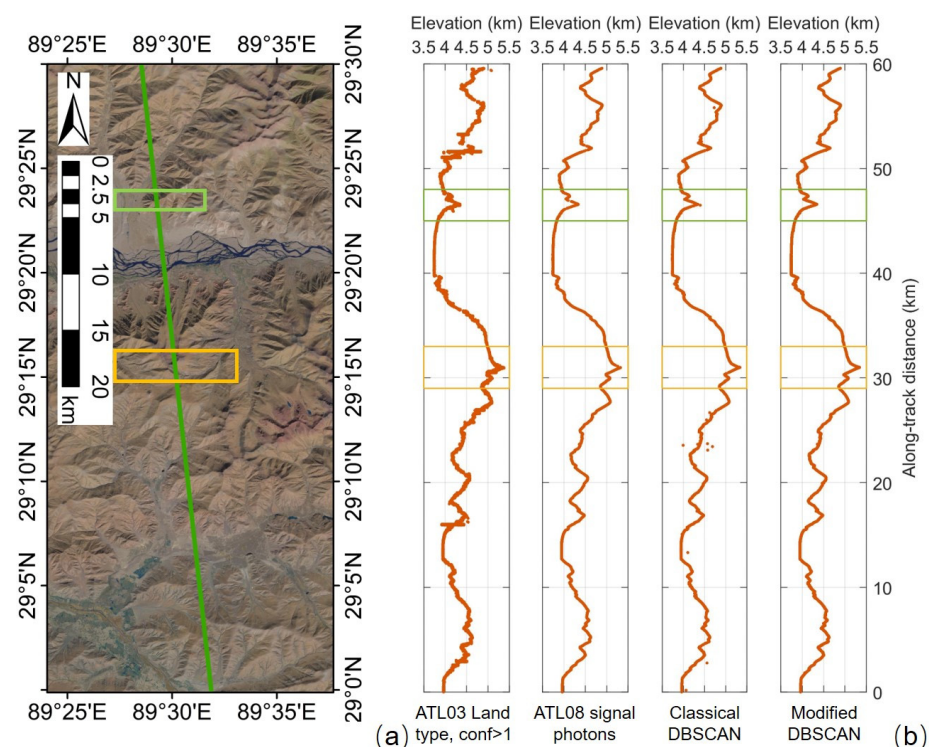 89°25'E 89°30'E 89°35'E
29°30'N
29°25'N
29°20'N
29°15'N
29°10'N
29°5'N
29°0'N
N
0 2.5 5 10 15 20
km
89°25'E 89°30'E 89°35'E
(a)
Elevation (km) Elevation (km) Elevation (km) Elevation (km)
3.5 4 4.5 5 5.5 3.5 4 4.5 5 5.5 3.5 4 4.5 5 5.5 3.5 4 4.5 5 5.5
60
50
40
30
20
10
0
Along-track distance (km)
ATL03 Land
type, conf>1
ATL08 signal
photons
Classical
DBSCAN
Modified
DBSCAN
(b)